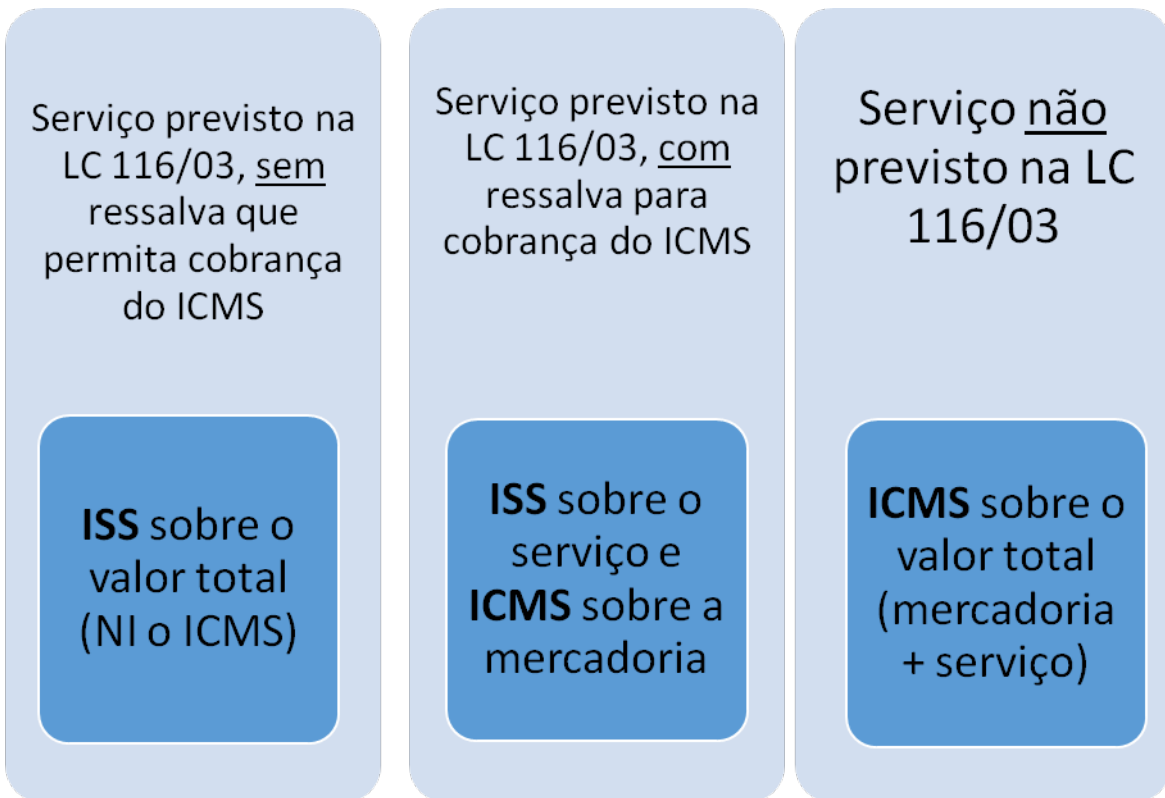 Serviço previsto na
LC 116/03, sem
ressalva que
permita cobrança
do ICMS
ISS sobre o
valor total
(NI o ICMS)
Serviço previsto na
LC 116/03, com
ressalva para
cobrança do ICMS
ISS sobre o
serviço e
ICMS sobre a
mercadoria
Serviço não
previsto na LC
116/03
ICMS sobre o
valor total
(mercadoria
+ serviço)